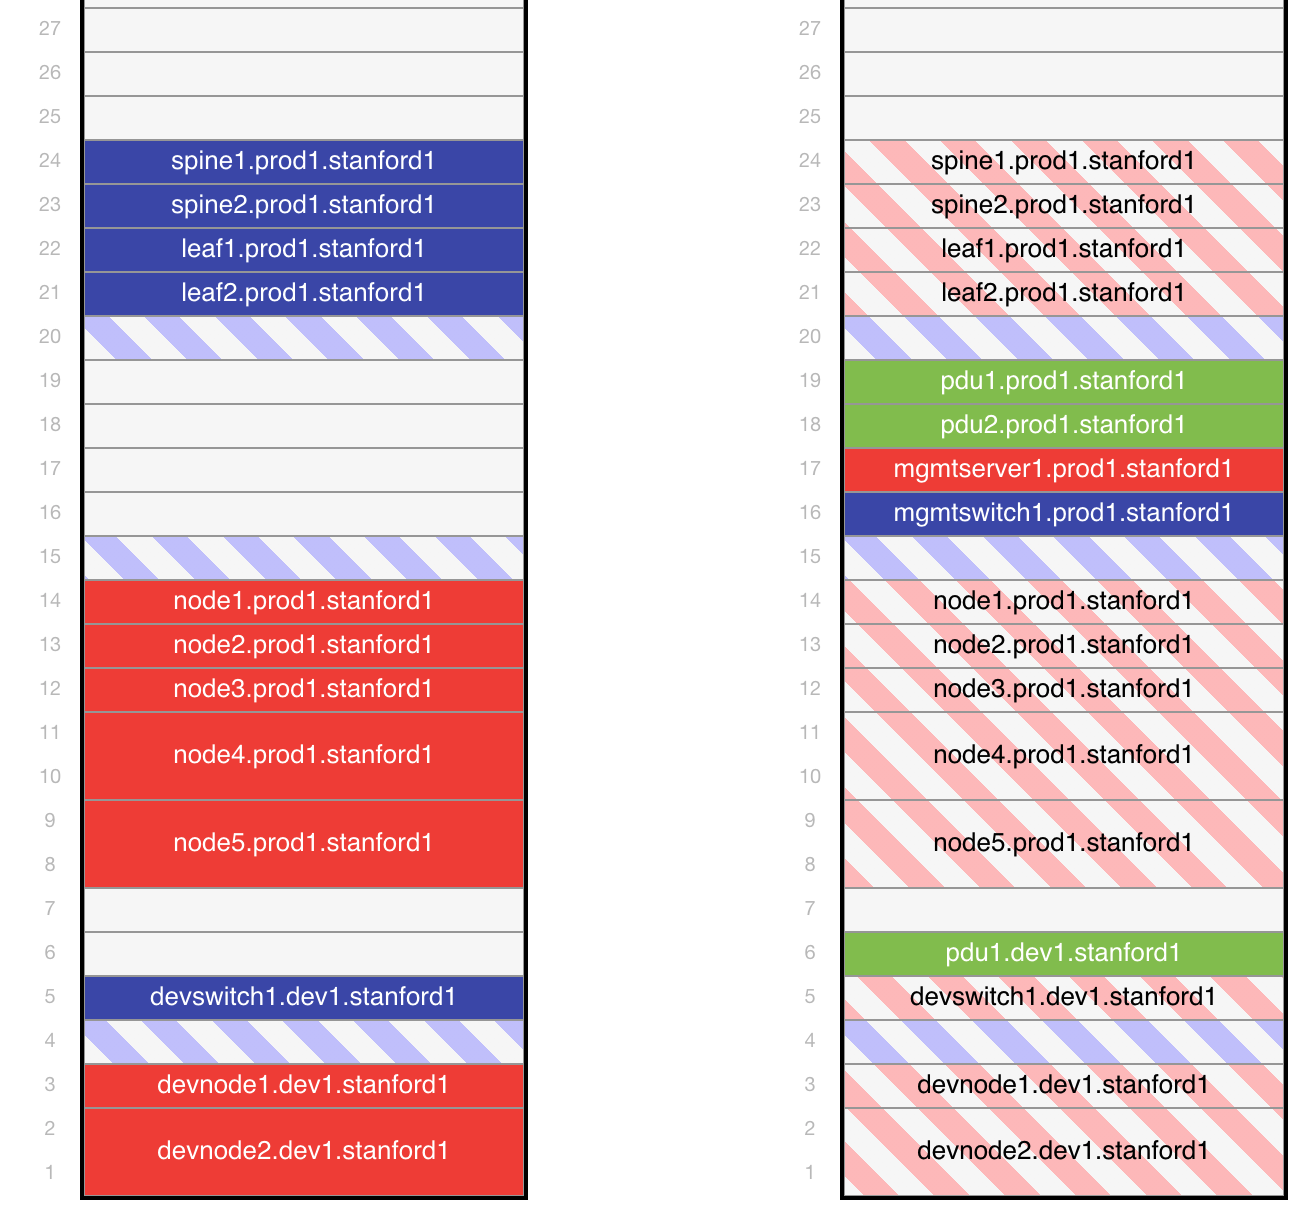 27 27
26 26
25 25
24 spine1.prod1.stanford1 24 spine1.prod1.stanford1
23 spine2.prod1.stanford1 23 spine2.prod1.stanford1
22 leaf1.prod1.stanford1 22 leaf1.prod1.stanford1
21 leaf2.prod1.stanford1 21 leaf2.prod1.stanford1
20 20
19 19 pdu1.prod1.stanford1
18 18 pdu2.prod1.stanford1
17 17 mgmtserver1.prod1.stanford1
16 16 mgmtswitch1.prod1.stanford1
15 15
14 node1.prod1.stanford1 14 node1.prod1.stanford1
13 node2.prod1.stanford1 13 node2.prod1.stanford1
12 node3.prod1.stanford1 12 node3.prod1.stanford1
11 11
node4.prod1.stanford1 node4.prod1.stanford1
10 10
9 9
node5.prod1.stanford1 node5.prod1.stanford1
8 8
7 7
6 6 pdu1.dev1.stanford1
5 devswitch1.dev1.stanford1 5 devswitch1.dev1.stanford1
4 4
3 devnode1.dev1.stanford1 3 devnode1.dev1.stanford1
2 2
devnode2.dev1.stanford1 devnode2.dev1.stanford1
1 1